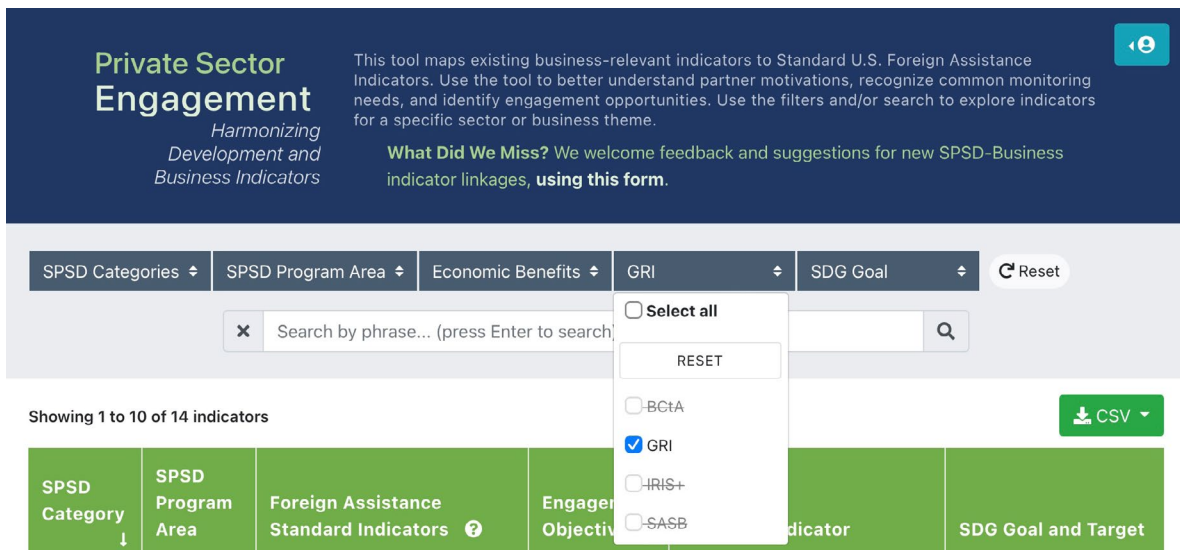 Private Sector
Engagement
Harmonizing
Development and
Business Indicators
This tool maps existing business-relevant indicators to Standard U.S. Foreign Assistance
Indicators. Use the tool to better understand partner motivations, recognize common monitoring
needs, and identify engagement opportunities. Use the filters and/or search to explore indicators
for a specific sector or business theme.
What Did We Miss? We welcome feedback and suggestions for new SPSD-Business
indicator linkages, using this form.
SPSD Categories
SPSD Program Area
Economic Benefits
GRI
SDG Goal
Reset
Search by phrase... (press Enter to search)
Select all
RESET
BCtA
GRI
IRIS+
SASB
Showing 1 to 10 of 14 indicators
CSV
SPSD
Category
SPSD
Program
Area
Foreign Assistance
Standard Indicators
SDG Goal and Target